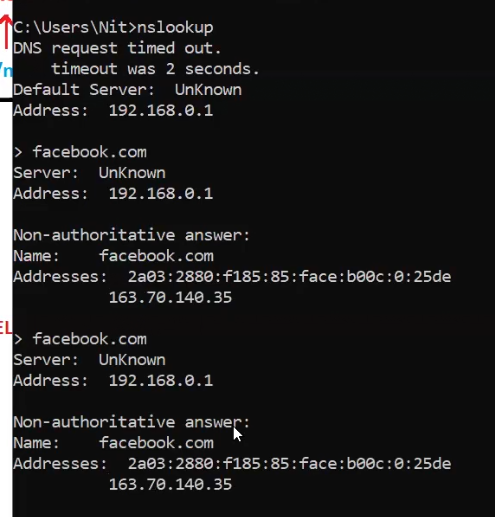 C:\Users\Nit>nslookup
DNS request timed out.
    timeout was 2 seconds.
Default Server:  UnKnown
Address:  192.168.0.1

> facebook.com
Server:  UnKnown
Address:  192.168.0.1

Non-authoritative answer:
Name:    facebook.com
Addresses:  2a03:2880:f185:85:face:b00c:0:25de
          163.70.140.35

> facebook.com
Server:  UnKnown
Address:  192.168.0.1

Non-authoritative answer:
Name:    facebook.com
Addresses:  2a03:2880:f185:85:face:b00c:0:25de
          163.70.140.35